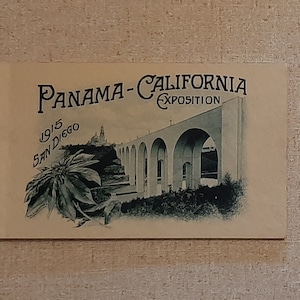 PANAMA-CALIFORNIA
EXPOSITION
1915
SAN DIEGO